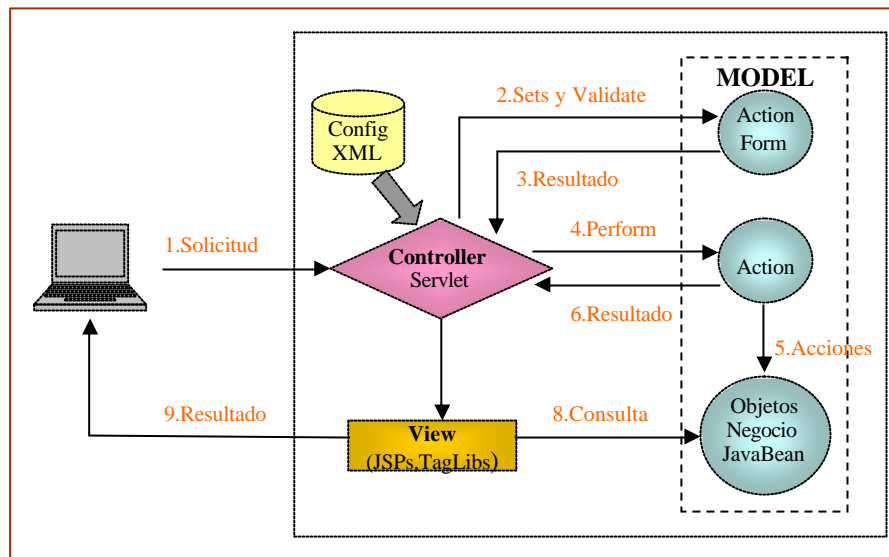 MODEL
2.Sets y Validate
Action
Form
Config
XML
3.Resultado
1.Solicitud
4.Perform
Controller
Servlet
Action
6.Resultado
5.Acciones
9.Resultado
8.Consulta
View
(JSPs,TagLibs)
Objetos
Negocio
JavaBean